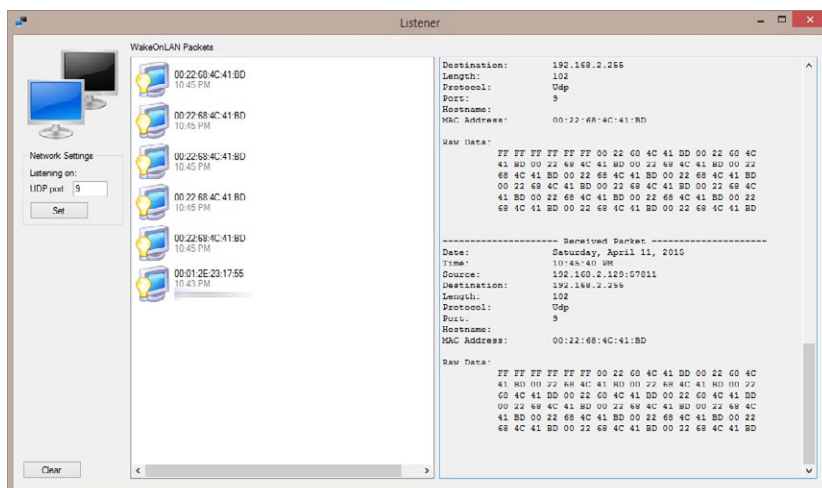 Listener
WakeOnLAN Packets
Network Settings
Listening on:
UDP port: 9
Set
Clear
00:22:68:4C:41:BD
10:45 PM
00:22:68:4C:41:BD
10:45 PM
00:22:68:4C:41:BD
10:45 PM
00:22:68:4C:41:BD
10:45 PM
00:22:68:4C:41:BD
10:45 PM
00:01:2E:23:17:55
10:43 PM
Destination: 192.168.2.255
Length: 102
Protocol: Udp
Port: 9
Hostname:
MAC Address: 00:22:68:4C:41:BD
Raw Data:
FF FF FF FF FF FF 00 22 68 4C 41 BD 00 22 68 4C
41 BD 00 22 68 4C 41 BD 00 22 68 4C 41 BD 00 22
68 4C 41 BD 00 22 68 4C 41 BD 00 22 68 4C 41 BD
00 22 68 4C 41 BD 00 22 68 4C 41 BD 00 22 68 4C
41 BD 00 22 68 4C 41 BD 00 22 68 4C 41 BD 00 22
68 4C 41 BD 00 22 68 4C 41 BD 00 22 68 4C 41 BD
-------------------- Received Packet --------------------
Date: Saturday, April 11, 2015
Time: 10:45:40 PM
Source: 192.168.2.129:57811
Destination: 192.168.2.255
Length: 102
Protocol: Udp
Port: 9
Hostname:
MAC Address: 00:22:68:4C:41:BD
Raw Data:
FF FF FF FF FF FF 00 22 68 4C 41 BD 00 22 68 4C
41 BD 00 22 68 4C 41 BD 00 22 68 4C 41 BD 00 22
68 4C 41 BD 00 22 68 4C 41 BD 00 22 68 4C 41 BD
00 22 68 4C 41 BD 00 22 68 4C 41 BD 00 22 68 4C
41 BD 00 22 68 4C 41 BD 00 22 68 4C 41 BD 00 22
68 4C 41 BD 00 22 68 4C 41 BD 00 22 68 4C 41 BD